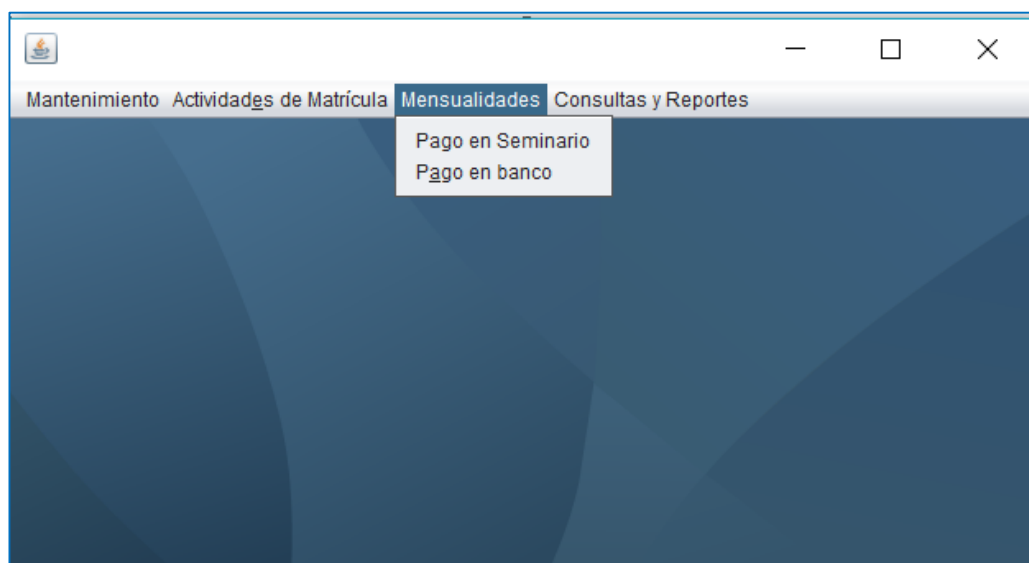 Mantenimiento Actividades de Matrícula Mensualidades Consultas y Reportes
Pago en Seminario
Pago en banco